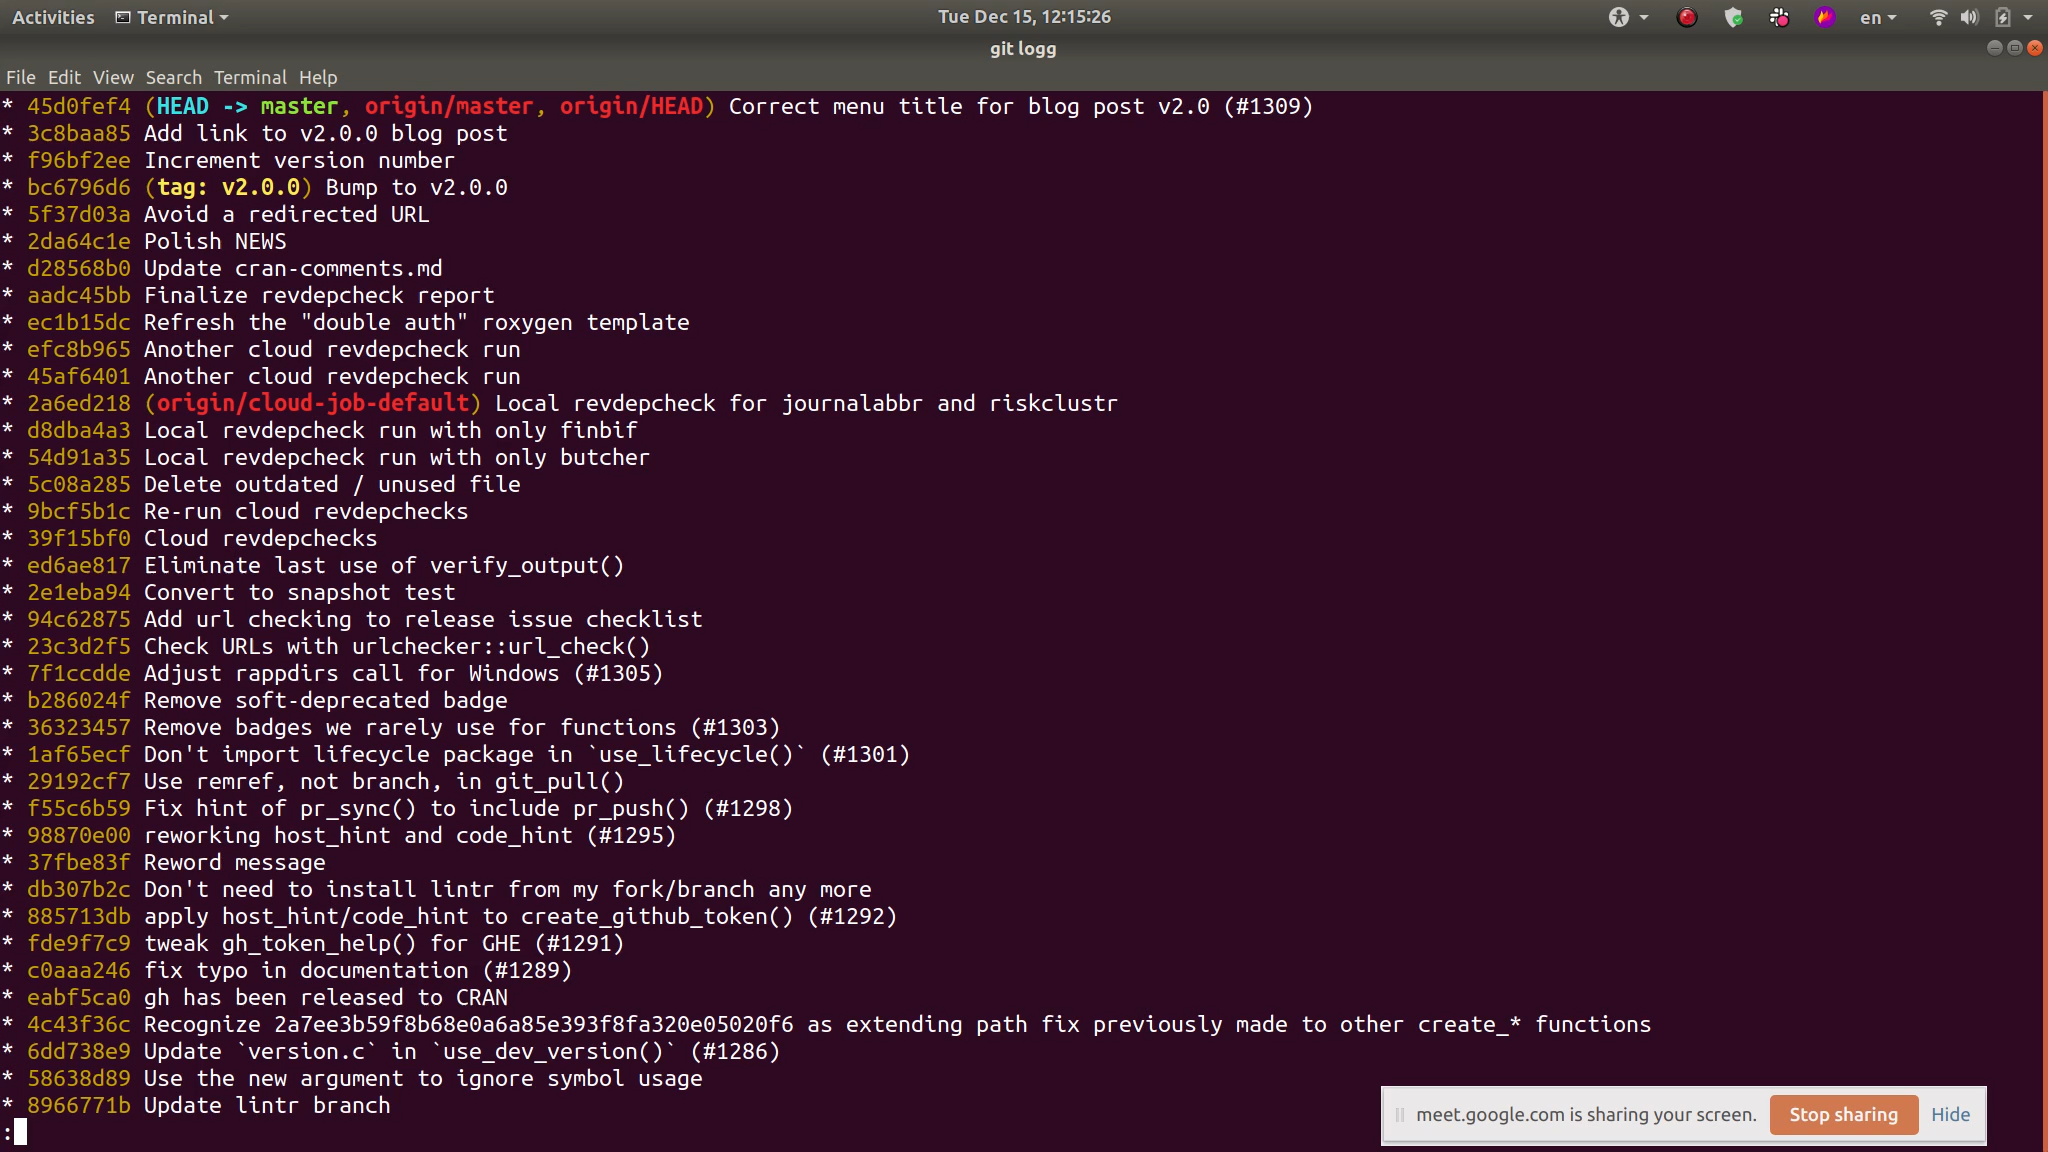 Activities Terminal Tue Dec 15, 12:15:26 en
git logg
File Edit View Search Terminal Help
* 45d0fef4 (HEAD -> master, origin/master, origin/HEAD) Correct menu title for blog post v2.0 (#1309)
* 3c8baa85 Add link to v2.0.0 blog post
* f96bf2ee Increment version number
* bc6796d6 (tag: v2.0.0) Bump to v2.0.0
* 5f37d03a Avoid a redirected URL
* 2da64c1e Polish NEWS
* d28568b0 Update cran-comments.md
* aadc45bb Finalize revdepcheck report
* ec1b15dc Refresh the "double auth" roxygen template
* efc8b965 Another cloud revdepcheck run
* 45af6401 Another cloud revdepcheck run
* 2a6ed218 (origin/cloud-job-default) Local revdepcheck for journalabbr and riskclustr
* d8dba4a3 Local revdepcheck run with only finbif
* 54d91a35 Local revdepcheck run with only butcher
* 5c08a285 Delete outdated / unused file
* 9bcf5b1c Re-run cloud revdepchecks
* 39f15bf0 Cloud revdepchecks
* ed6ae817 Eliminate last use of verify_output()
* 2e1eba94 Convert to snapshot test
* 94c62875 Add url checking to release issue checklist
* 23c3d2f5 Check URLs with urlchecker::url_check()
* 7f1ccdde Adjust rappdirs call for Windows (#1305)
* b286024f Remove soft-deprecated badge
* 36323457 Remove badges we rarely use for functions (#1303)
* 1af65ecf Don't import lifecycle package in `use_lifecycle()` (#1301)
* 29192cf7 Use remref, not branch, in git_pull()
* f55c6b59 Fix hint of pr_sync() to include pr_push() (#1298)
* 98870e00 reworking host_hint and code_hint (#1295)
* 37fbe83f Reword message
* db307b2c Don't need to install lintr from my fork/branch any more
* 885713db apply host_hint/code_hint to create_github_token() (#1292)
* fde9f7c9 tweak gh_token_help() for GHE (#1291)
* c0aaa246 fix typo in documentation (#1289)
* eabf5ca0 gh has been released to CRAN
* 4c43f36c Recognize 2a7ee3b59f8b68e0a6a85e393f8fa320e05020f6 as extending path fix previously made to other create_* functions
* 6dd738e9 Update `version.c` in `use_dev_version()` (#1286)
* 58638d89 Use the new argument to ignore symbol usage
* 8966771b Update lintr branch
:
meet.google.com is sharing your screen. Stop sharing Hide